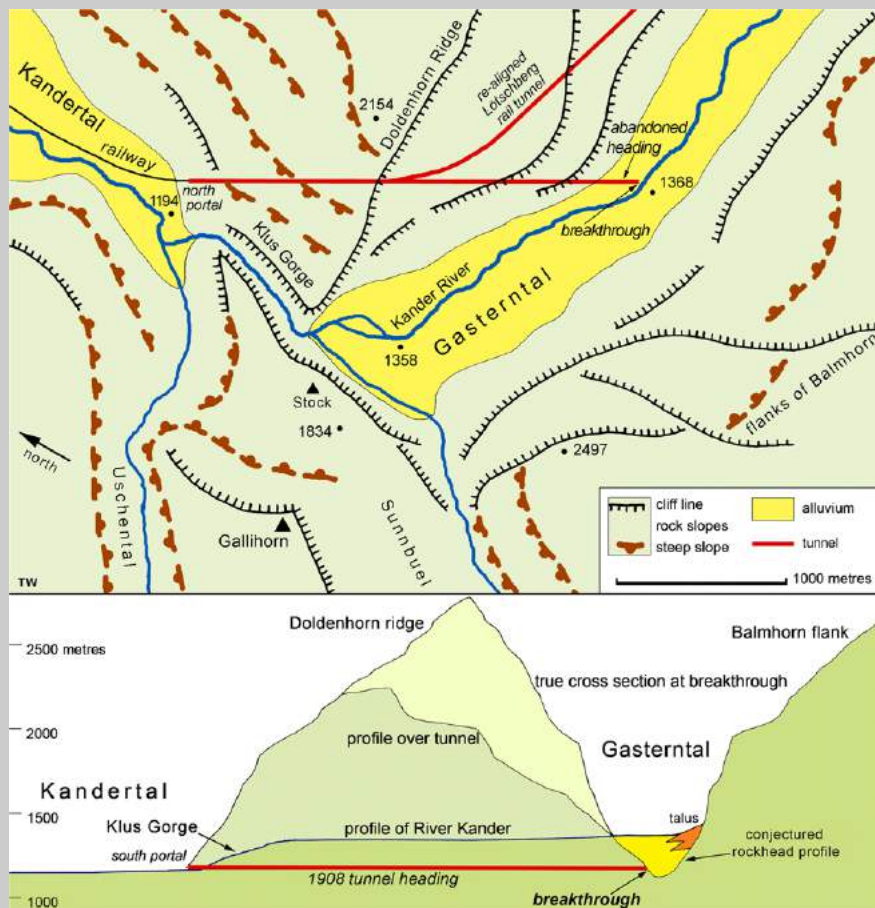 Kandertal
railway
north
portal
1194
2154
Doldenhorn Ridge
re-aligned
Lötschberg
rail tunnel
abandoned
heading
1368
breakthrough
Klus Gorge
Kander River
Gasterntal
1358
Stock
1834
north
Uschental
Gallihorn
Sunnbuel
2497
flanks of Balmhorn
TW
cliff line
rock slopes
steep slope
alluvium
tunnel
1000 metres
Doldenhorn ridge
Balmhorn flank
2500 metres
true cross section at breakthrough
2000
profile over tunnel
Gasterntal
Kandertal
1500
Klus Gorge
profile of River Kander
talus
conjectured
rockhead profile
south portal
1908 tunnel heading
breakthrough
1000